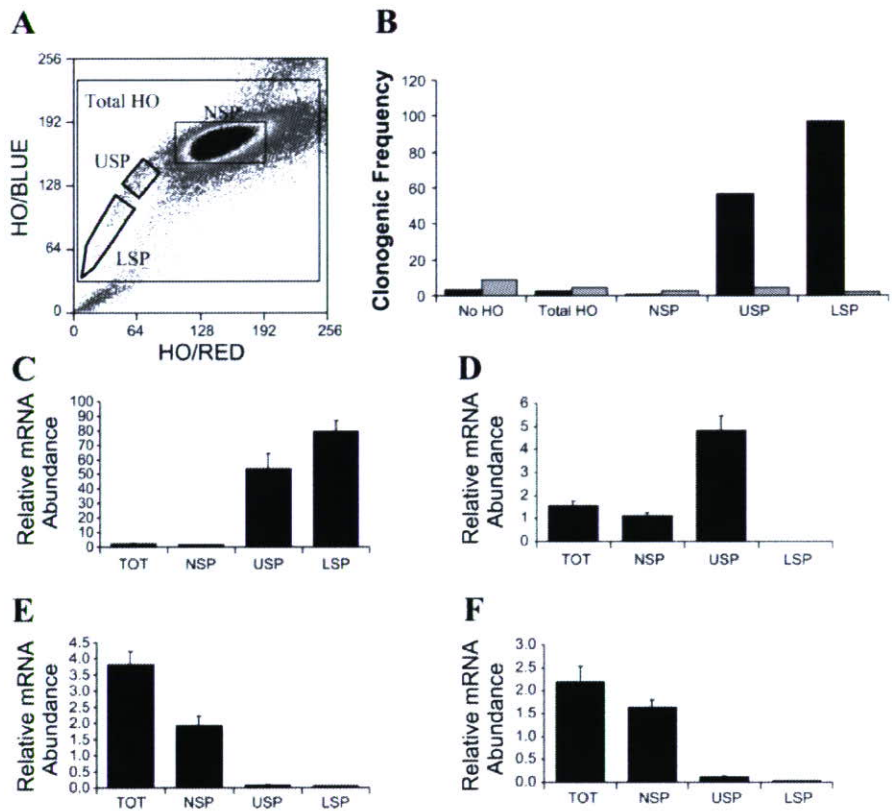 A
HO/BLUE
256
192
128
64
0
Total HO
NSP
USP
LSP
0
64
128
192
256
HO/RED
B
Clonogenic Frequency
120
100
80
60
40
20
0
No HO
Total HO
NSP
USP
LSP
C
Relative mRNA
Abundance
100
90
80
70
60
50
40
30
20
10
0
TOT
NSP
USP
LSP
D
Relative mRNA
Abundance
6
5
4
3
2
1
0
TOT
NSP
USP
LSP
E
Relative mRNA
Abundance
4.5
4.0
3.5
3.0
2.5
2.0
1.5
1.0
0.5
0.0
TOT
NSP
USP
LSP
F
Relative mRNA
Abundance
3.0
2.5
2.0
1.5
1.0
0.5
0.0
TOT
NSP
USP
LSP